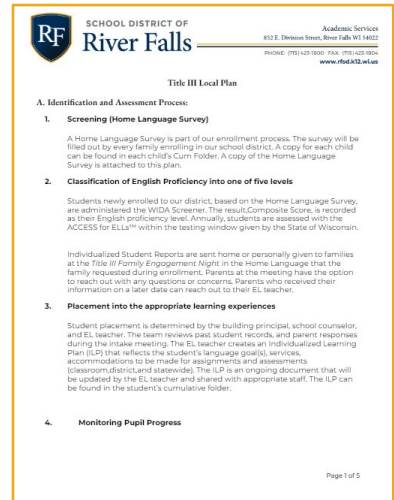 RF
SCHOOL DISTRICT OF
River Falls
Academic Services
852 E. Division Street, River Falls WI 54022
PHONE: (715) 425-1800 FAX: (715) 425-1804
www.rfsd.k12.wi.us
Title III Local Plan
A. Identification and Assessment Process:
1. Screening (Home Language Survey)
A Home Language Survey is part of our enrollment process. The survey will be
filled out by every family enrolling in our school district. A copy for each child
can be found in each child's Cum Folder. A copy of the Home Language
Survey is attached to this plan.
2. Classification of English Proficiency into one of five levels
Students newly enrolled to our district, based on the Home Language Survey,
are administered the WIDA Screener. The result,Composite Score, is recorded
as their English proficiency level. Annually, students are assessed with the
ACCESS for ELLs™ within the testing window given by the State of Wisconsin.
Individualized Student Reports are sent home or personally given to families
at the Title III Family Engagement Night in the Home Language that the
family requested during enrollment. Parents at the meeting have the option
to reach out with any questions or concerns. Parents who received their
information on a later date can reach out to their EL teacher.
3. Placement into the appropriate learning experiences
Student placement is determined by the building principal, school counselor,
and EL teacher. The team reviews past student records, and parent responses
during the intake meeting. The EL teacher creates an Individualized Learning
Plan (ILP) that reflects the student's language goal(s), services,
accommodations to be made for assignments and assessments
(classroom,district,and statewide). The ILP is an ongoing document that will
be updated by the EL teacher and shared with appropriate staff. The ILP can
be found in the student's cumulative folder.
4. Monitoring Pupil Progress
Page 1 of 5